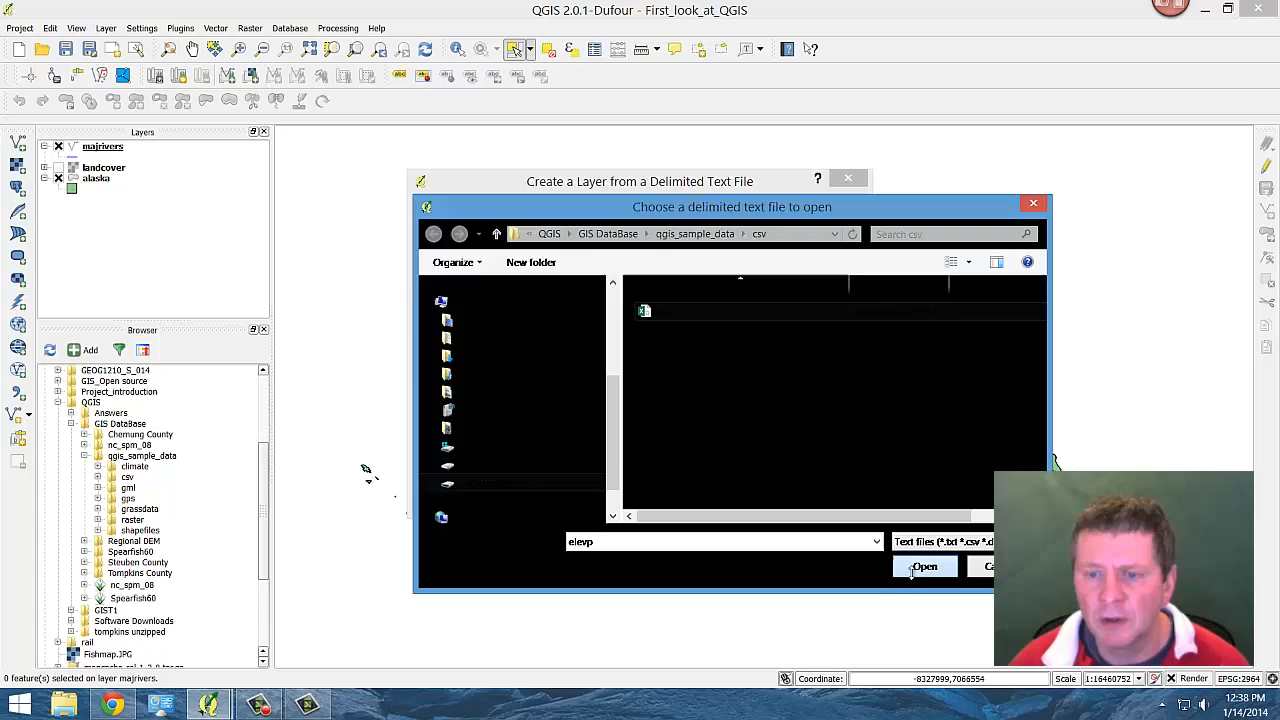 QGIS 2.0.1-Dufour - First_look_at_QGIS
Project Edit View Layer Settings Plugins Vector Raster Database Processing Help
Layers
majrivers
landcover
alaska
Create a Layer from a Delimited Text File
?
Choose a delimited text file to open
« QGIS GIS DataBase qgis_sample_data csv
Search csv
Organize
New folder
Browser
Add
GEOG1210_S_014
GIS_Open source
Project_introduction
QGIS
Answers
GIS DataBase
Chemung County
nc_spm_08
qgis_sample_data
climate
csv
gml
gps
grassdata
raster
shapefiles
Regional DEM
Spearfish60
Steuben County
Tompkins County
nc_spm_08
Spearfish60
GIST1
Software Downloads
tompkins unzipped
rail
Fishmap.JPG
elevp
Text files (*.txt *.csv *.d
Open
Ca
0 feature(s) selected on layer majrivers.
Coordinate:
-8327999,7066554
Scale
1:16460752
Render
EPSG:2964
12:38 PM
1/14/2014